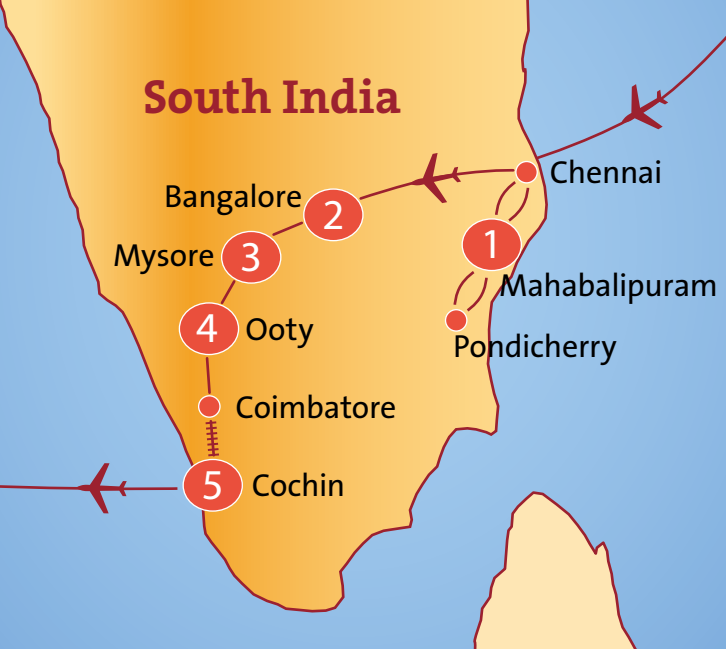 South India
Chennai
Bangalore
2
1
Mysore
3
Mahabalipuram
4
Ooty
Pondicherry
Coimbatore
5
Cochin